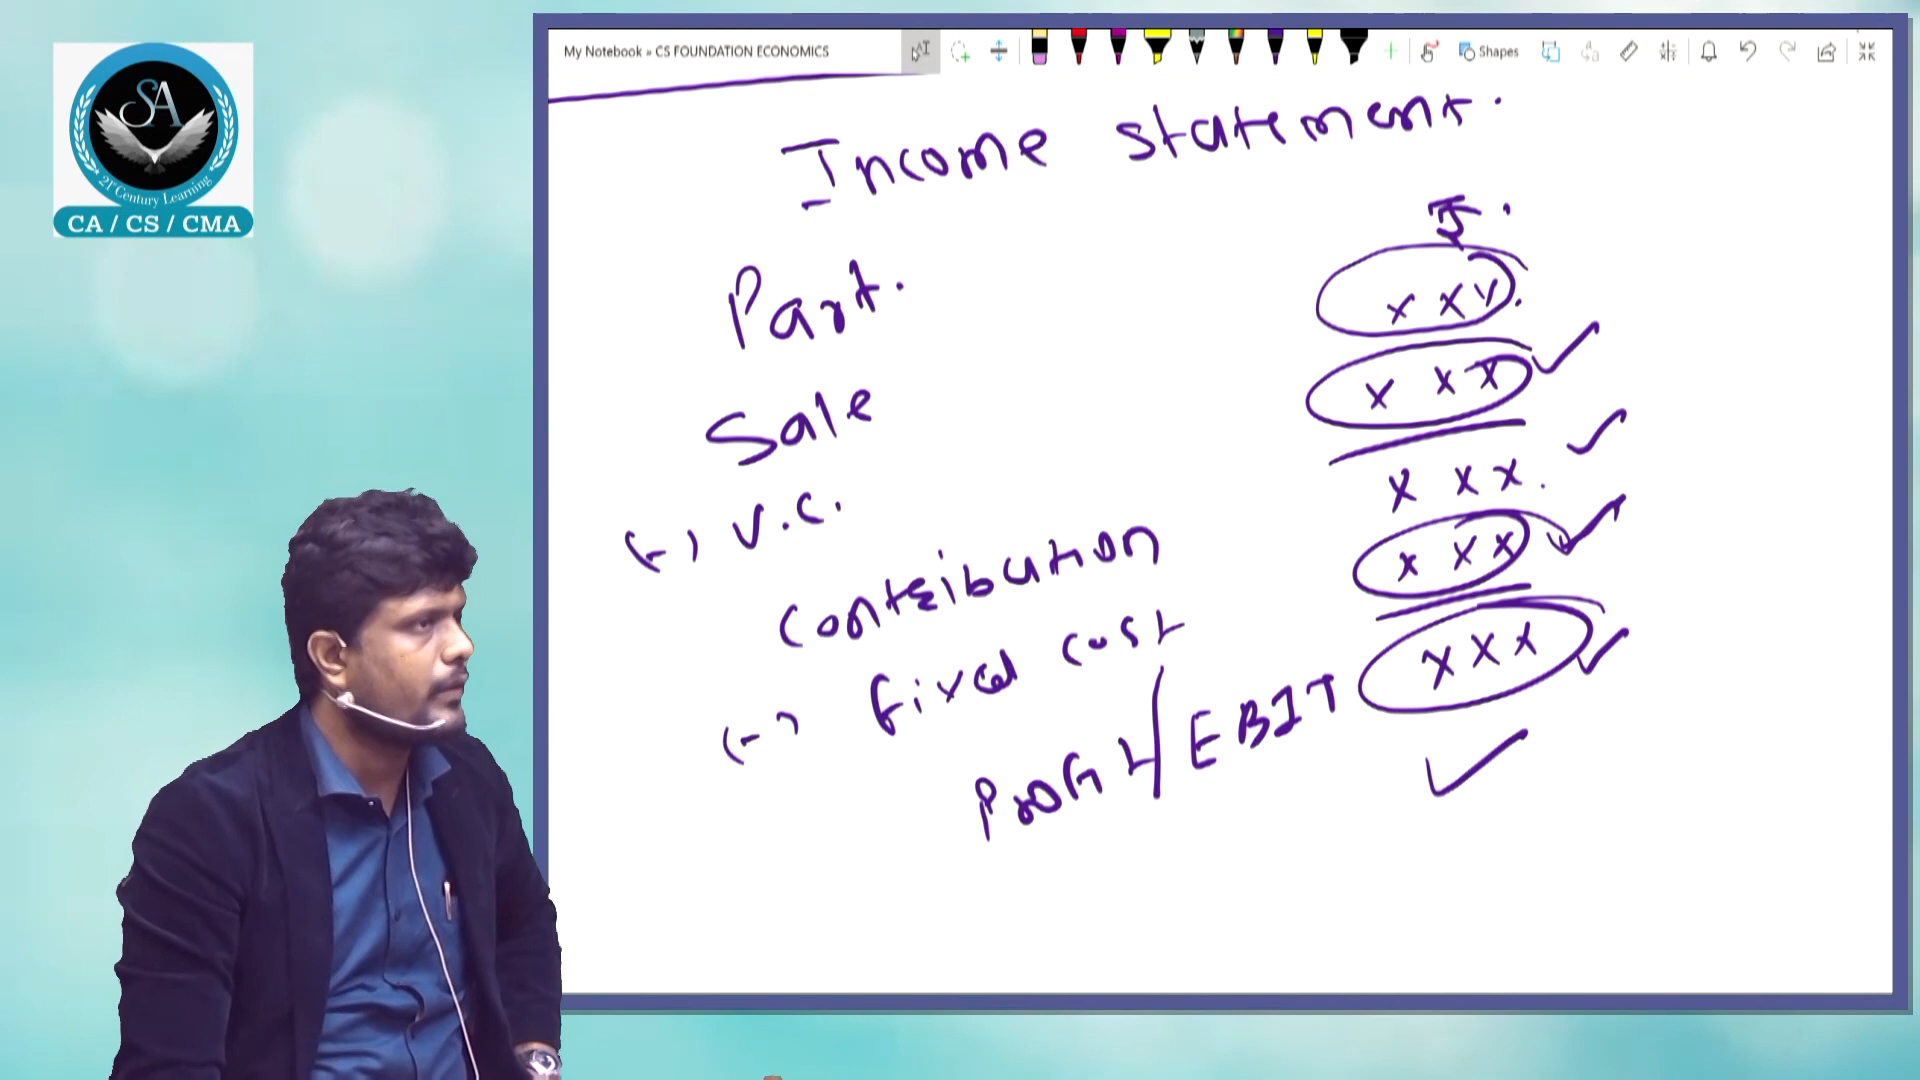 SA
21st Century Learning
CA / CS / CMA
My Notebook » CS FOUNDATION ECONOMICS
Shapes
Income statement.
Part. ₹.
Sale x x x.
(-) V.C. x x x
Contribution x x x.
(-) fixed cost x x x
Profit/EBIT x x x